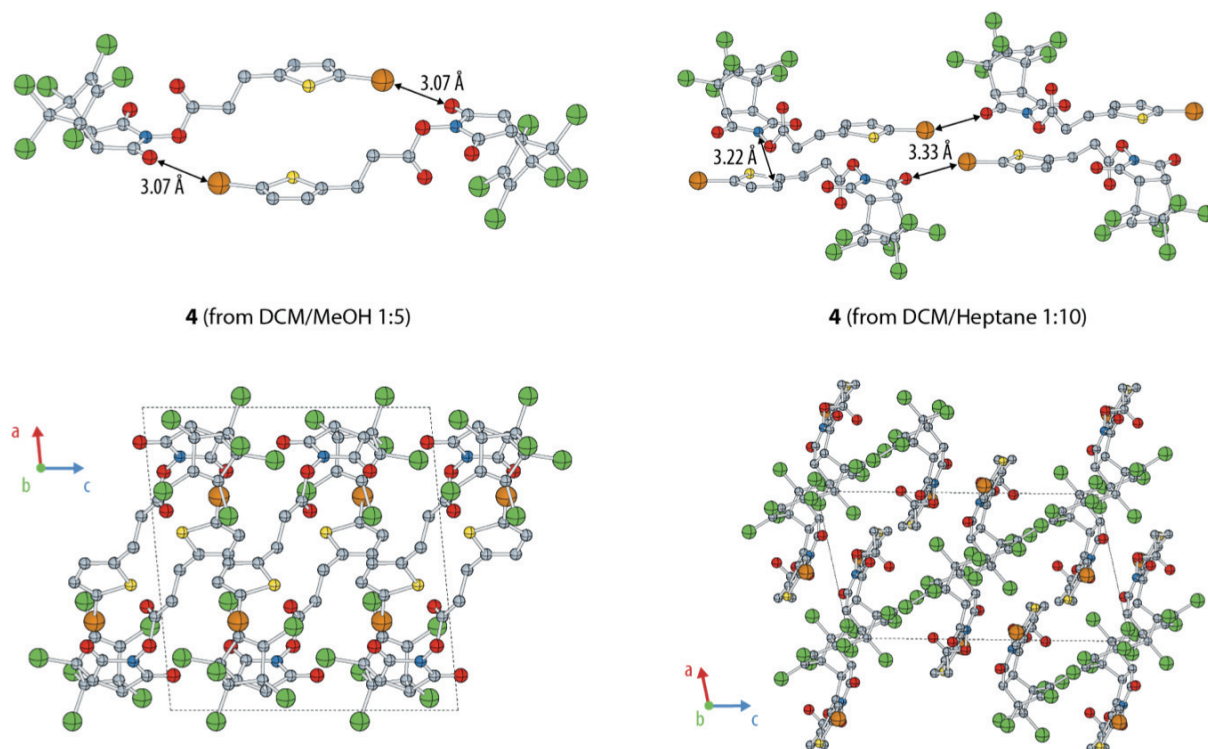 3.07 Å
3.07 Å
3.22 Å
3.33 Å
4 (from DCM/MeOH 1:5)
4 (from DCM/Heptane 1:10)
a
b
c
a
b
c